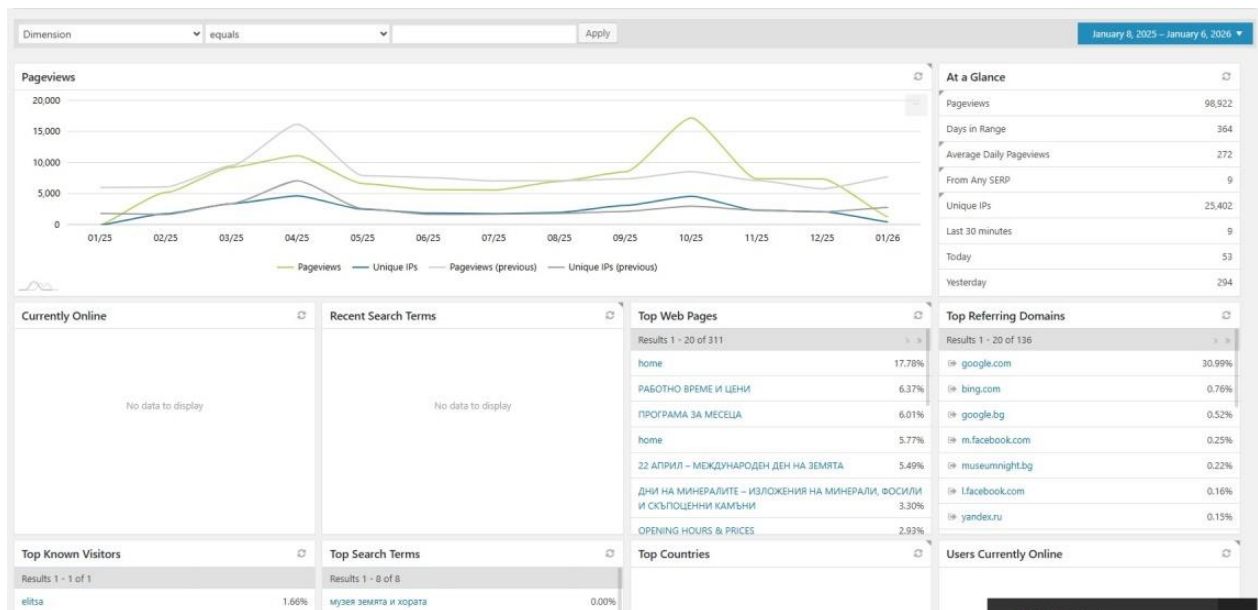 Dimension equals Apply January 8, 2025 – January 6, 2026
Pageviews
20,000
15,000
10,000
5,000
0
01/25 02/25 03/25 04/25 05/25 06/25 07/25 08/25 09/25 10/25 11/25 12/25 01/26
Pageviews Unique IPs Pageviews (previous) Unique IPs (previous)
At a Glance
Pageviews 98,922
Days in Range 364
Average Daily Pageviews 272
From Any SERP 9
Unique IPs 25,402
Last 30 minutes 9
Today 53
Yesterday 294
Currently Online
No data to display
Recent Search Terms
No data to display
Top Web Pages
Results 1 - 20 of 311
home 17.78%
РАБОТНО ВРЕМЕ И ЦЕНИ 6.37%
ПРОГРАМА ЗА МЕСЕЦА 6.01%
home 5.77%
22 АПРИЛ – МЕЖДУНАРОДЕН ДЕН НА ЗЕМЯТА 5.49%
ДНИ НА МИНЕРАЛИТЕ – ИЗЛОЖЕНИЯ НА МИНЕРАЛИ, ФОСИЛИ
И СКЪПОЦЕННИ КАМЪНИ 3.30%
OPENING HOURS & PRICES 2.93%
Top Referring Domains
Results 1 - 20 of 136
google.com 30.99%
bing.com 0.76%
google.bg 0.52%
m.facebook.com 0.25%
museumnight.bg 0.22%
l.facebook.com 0.16%
yandex.ru 0.15%
Top Known Visitors
Results 1 - 1 of 1
elitsa 1.66%
Top Search Terms
Results 1 - 8 of 8
музея земята и хората 0.00%
Top Countries
Users Currently Online